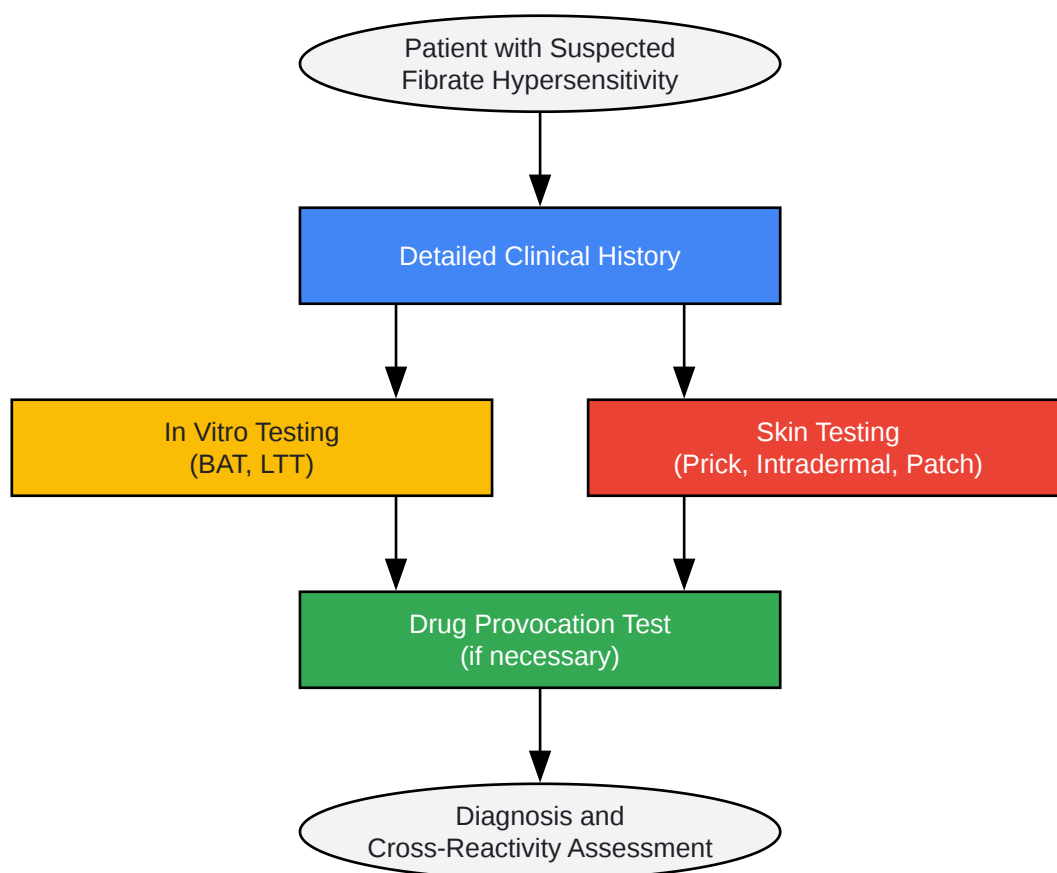 Patient with Suspected
Fibrate Hypersensitivity
Detailed Clinical History
In Vitro Testing
(BAT, LTT)
Skin Testing
(Prick, Intradermal, Patch)
Drug Provocation Test
(if necessary)
Diagnosis and
Cross-Reactivity Assessment